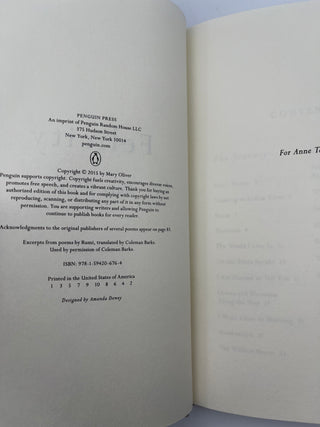 PENGUIN PRESS
An imprint of Penguin Random House LLC
375 Hudson Street
New York, New York 10014
penguin.com
Copyright © 2015 by Mary Oliver
Penguin supports copyright. Copyright fuels creativity, encourages diverse voices,
promotes free speech, and creates a vibrant culture. Thank you for buying an
authorized edition of this book and for complying with copyright laws by not
reproducing, scanning, or distributing any part of it in any form without
permission. You are supporting writers and allowing Penguin to
continue to publish books for every reader.
Acknowledgments to the original publishers of several poems appear on page 83.
Excerpts from poems by Rumi, translated by Coleman Barks.
Used by permission of Coleman Barks.
ISBN: 978-1-59420-676-4
Printed in the United States of America
1 3 5 7 9 10 8 6 4 2
Designed by Amanda Dewey
For Anne